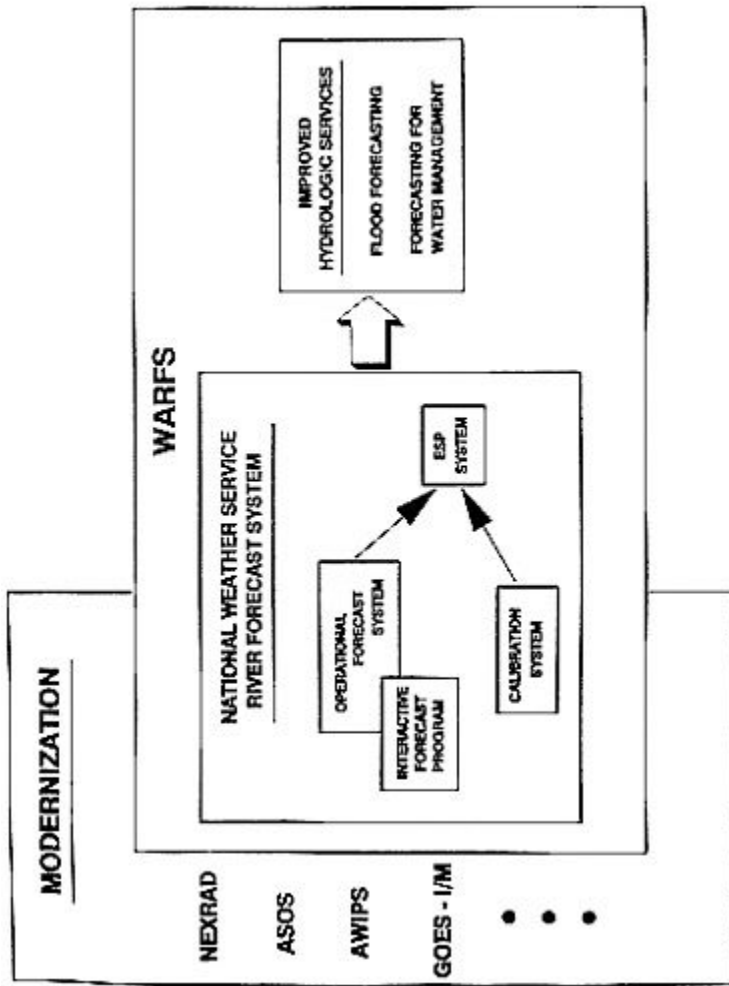 MODERNIZATION
NEXRAD
ASOS
AWIPS
GOES - I/M
WARFS
NATIONAL WEATHER SERVICE
RIVER FORECAST SYSTEM
OPERATIONAL
FORECAST
SYSTEM
INTERACTIVE
FORECAST
PROGRAM
CALIBRATION
SYSTEM
ESP
SYSTEM
IMPROVED
HYDROLOGIC SERVICES
FLOOD FORECASTING
FORECASTING FOR
WATER MANAGEMENT